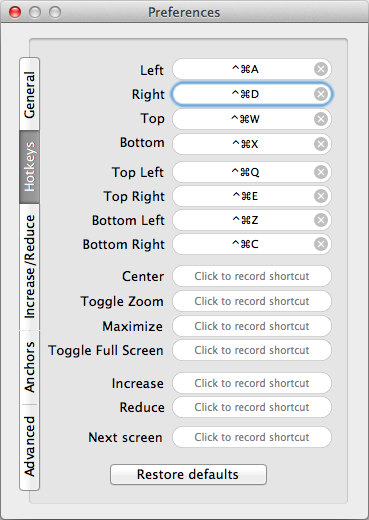 Preferences
General
Hotkeys
Increase/Reduce
Anchors
Advanced
Left ^⌘A
Right ^⌘D
Top ^⌘W
Bottom ^⌘X
Top Left ^⌘Q
Top Right ^⌘E
Bottom Left ^⌘Z
Bottom Right ^⌘C
Center Click to record shortcut
Toggle Zoom Click to record shortcut
Maximize Click to record shortcut
Toggle Full Screen Click to record shortcut
Increase Click to record shortcut
Reduce Click to record shortcut
Next screen Click to record shortcut
Restore defaults